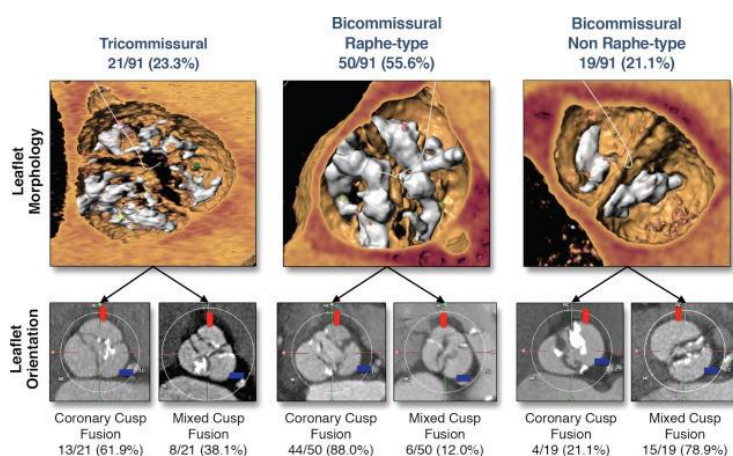 Tricommissural
21/91 (23.3%)
Bicommissural
Raphe-type
50/91 (55.6%)
Bicommissural
Non Raphe-type
19/91 (21.1%)
Leaflet
Morphology
Leaflet
Orientation
Coronary Cusp
Fusion
13/21 (61.9%)
Mixed Cusp
Fusion
8/21 (38.1%)
Coronary Cusp
Fusion
44/50 (88.0%)
Mixed Cusp
Fusion
6/50 (12.0%)
Coronary Cusp
Fusion
4/19 (21.1%)
Mixed Cusp
Fusion
15/19 (78.9%)